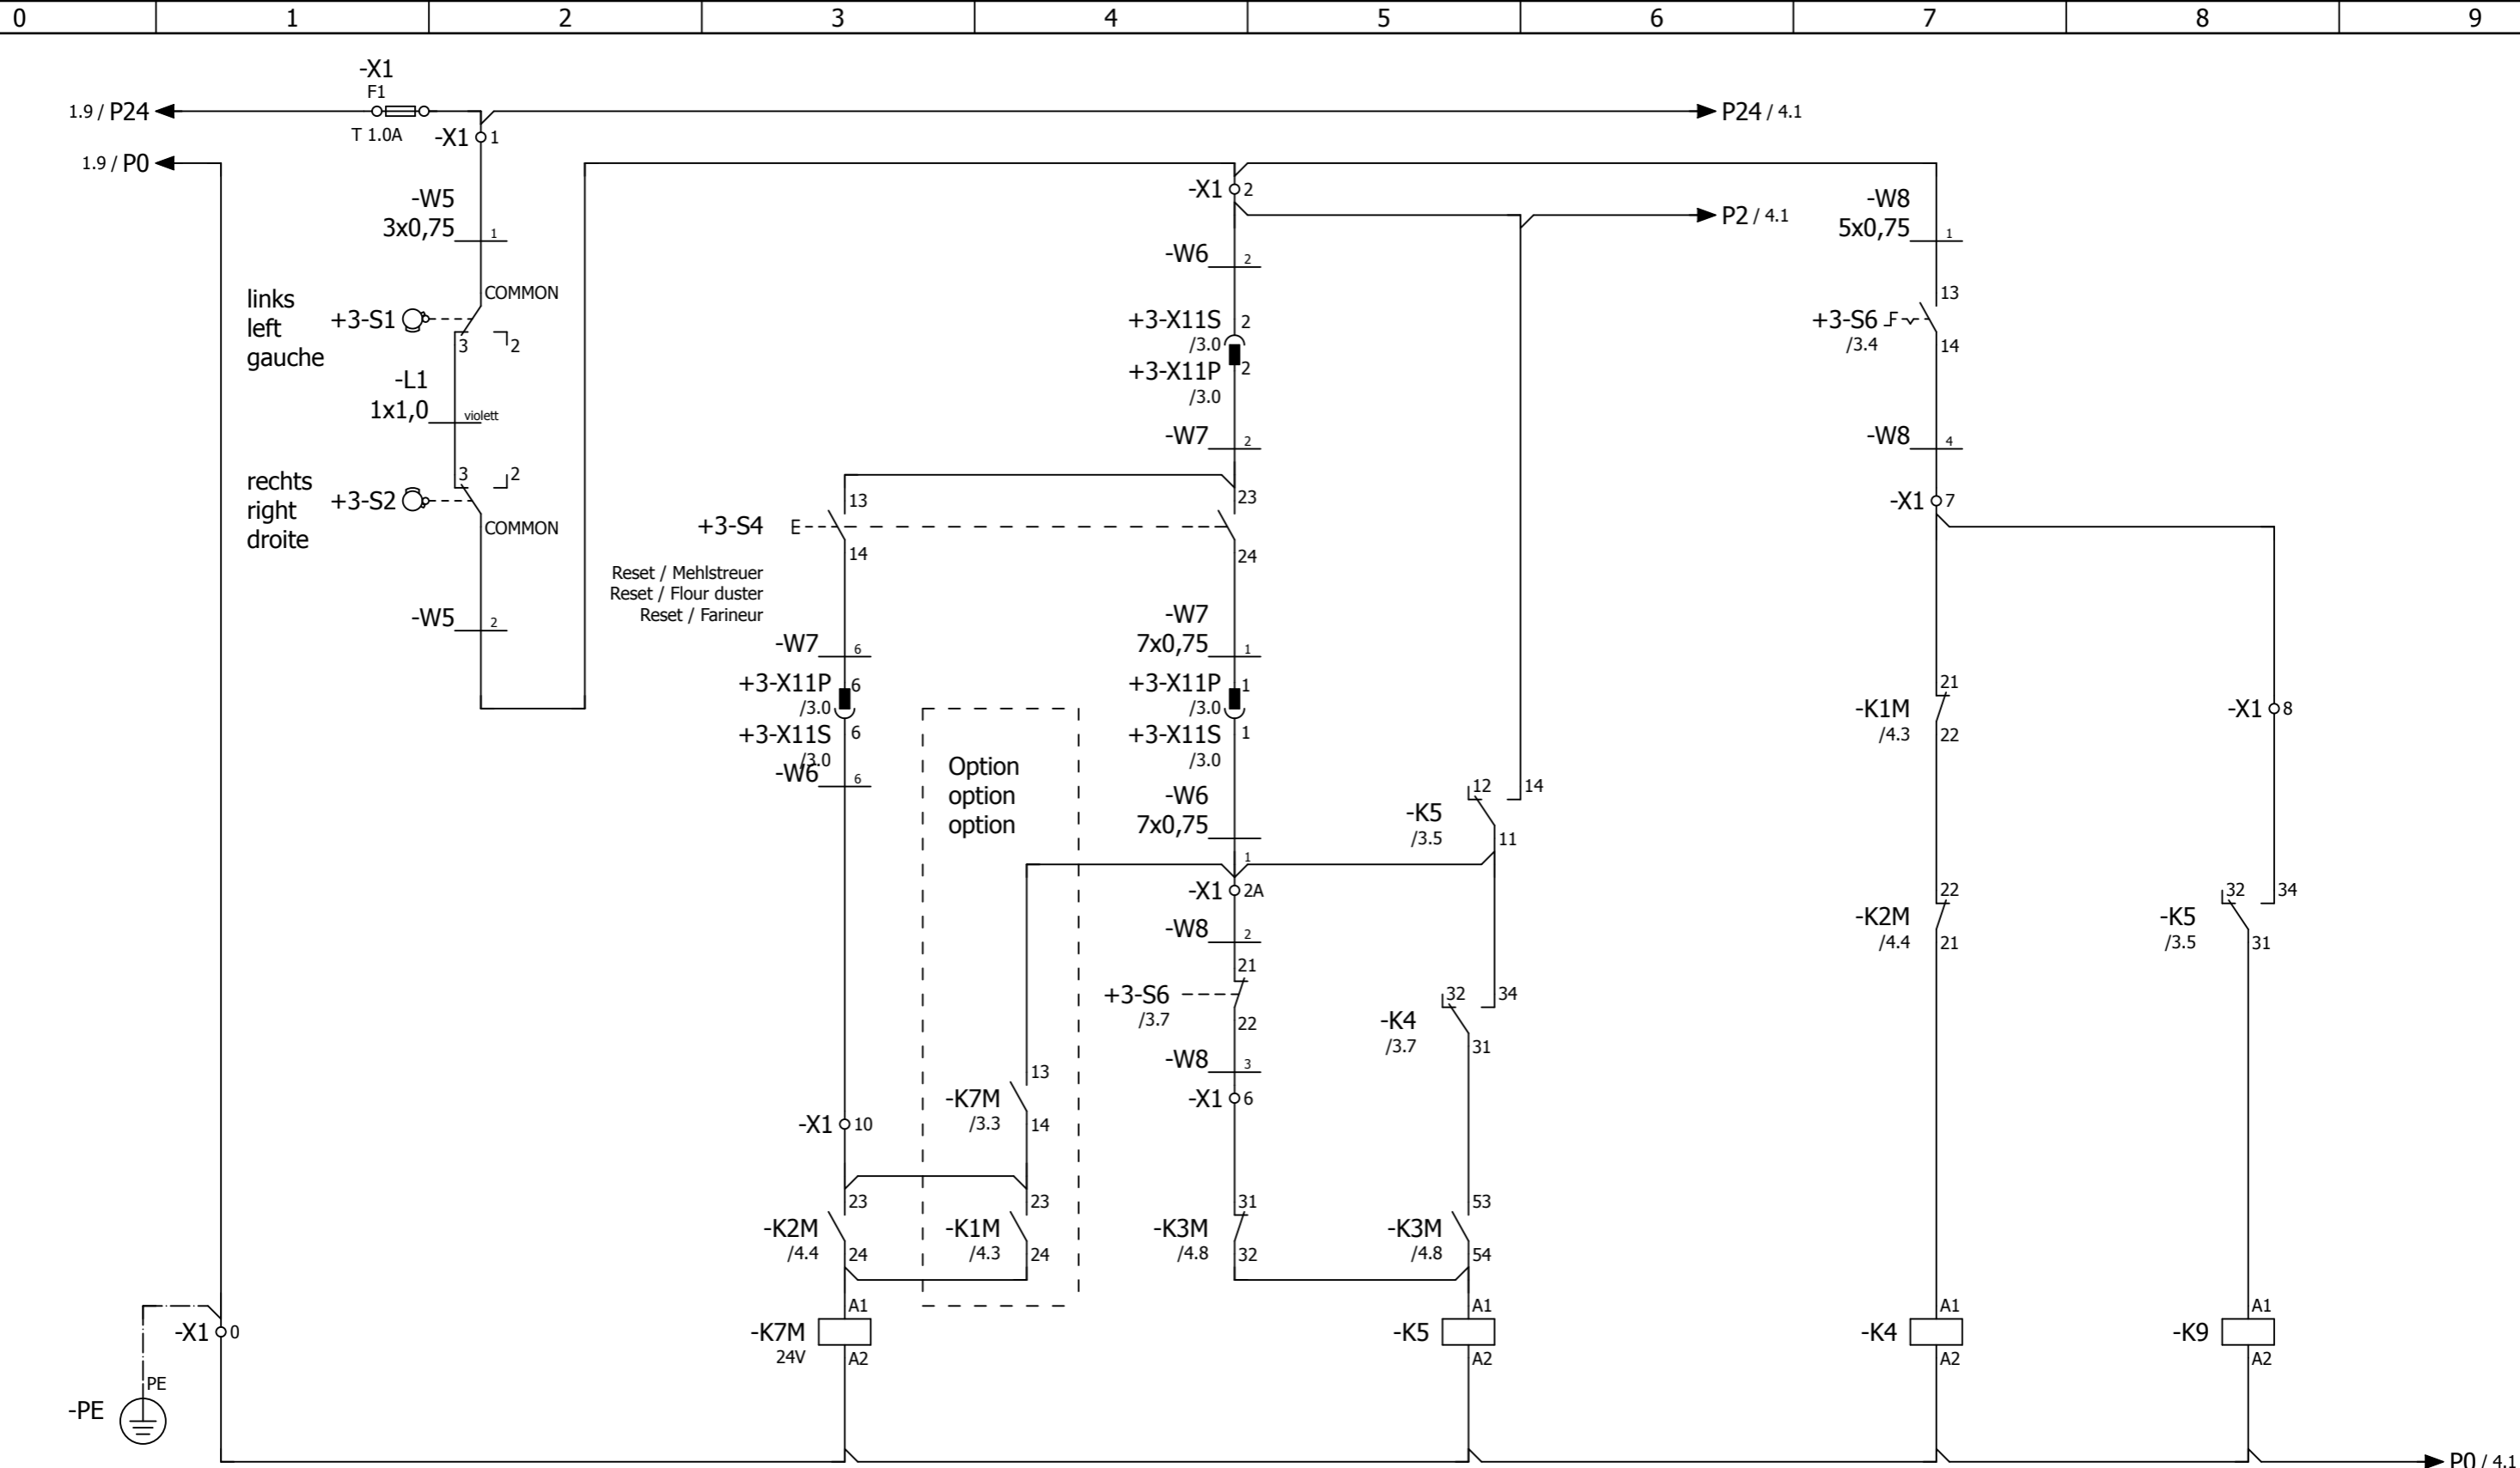 0 1 2 3 4 5 6 7 8 9
-X1
F1
1.9 / P24
T 1.0A
-X1 1
P24 / 4.1
1.9 / P0
-W5
3x0,75 1
links
left
gauche
+3-S1
COMMON
3 2
-L1
1x1,0 violett
rechts
right
droite
3 2
+3-S2
COMMON
-W5 2
-X1 2
P2 / 4.1
-W6 2
+3-X11S 2
/3.0
+3-X11P 2
/3.0
-W7 2
13
23
+3-S4 E
14
24
Reset / Mehlstreuer
Reset / Flour duster
Reset / Farineur
-W7 6
+3-X11P 6
/3.0
+3-X11S 6
/3.0
-W6 6
-W7
7x0,75 1
+3-X11P 1
/3.0
+3-X11S 1
/3.0
-W6
7x0,75
1
Option
option
option
12 14
-K5
/3.5
11
-X1 2A
-W8 2
21
+3-S6
/3.7
22
-W8 3
-X1 6
32 34
-K4
/3.7
31
13
-K7M
/3.3
14
-X1 10
23
-K2M
/4.4
24
23
-K1M
/4.3
24
31
-K3M
/4.8
32
53
-K3M
/4.8
54
-W8
5x0,75 1
13
+3-S6 F
/3.4
14
-W8 4
-X1 7
21
-K1M
/4.3
22
-X1 8
22
-K2M
/4.4
21
32 34
-K5
/3.5
31
-X1 0
PE
-PE
A1
-K7M
24V
A2
A1
-K5
A2
A1
-K4
A2
A1
-K9
A2
P0 / 4.1